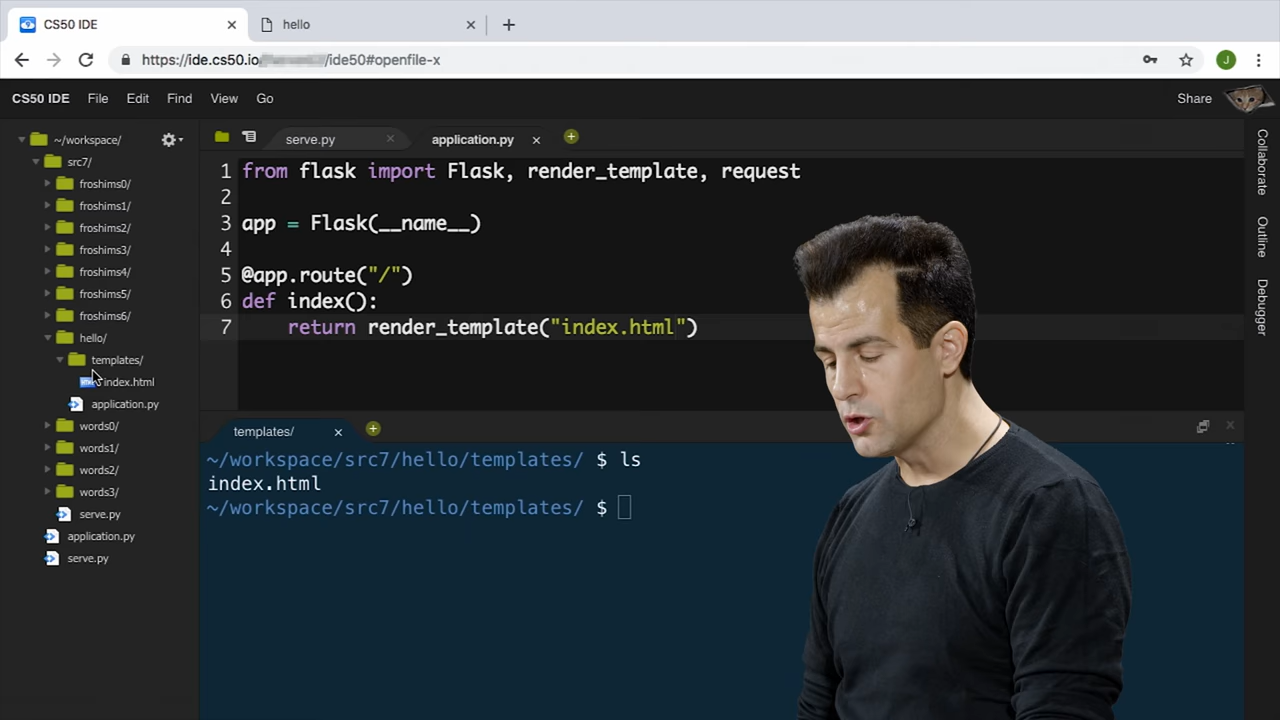 CS50 IDE
hello
https://ide.cs50.io /ide50#openfile-x
J
CS50 IDE File Edit Find View Go Share
~/workspace/
src7/
froshims0/
froshims1/
froshims2/
froshims3/
froshims4/
froshims5/
froshims6/
hello/
templates/
index.html
application.py
words0/
words1/
words2/
words3/
serve.py
application.py
serve.py
serve.py application.py
1 from flask import Flask, render_template, request
2
3 app = Flask(__name__)
4
5 @app.route("/")
6 def index():
7 return render_template("index.html")
templates/
~/workspace/src7/hello/templates/ $ ls
index.html
~/workspace/src7/hello/templates/ $
Collaborate
Outline
Debugger